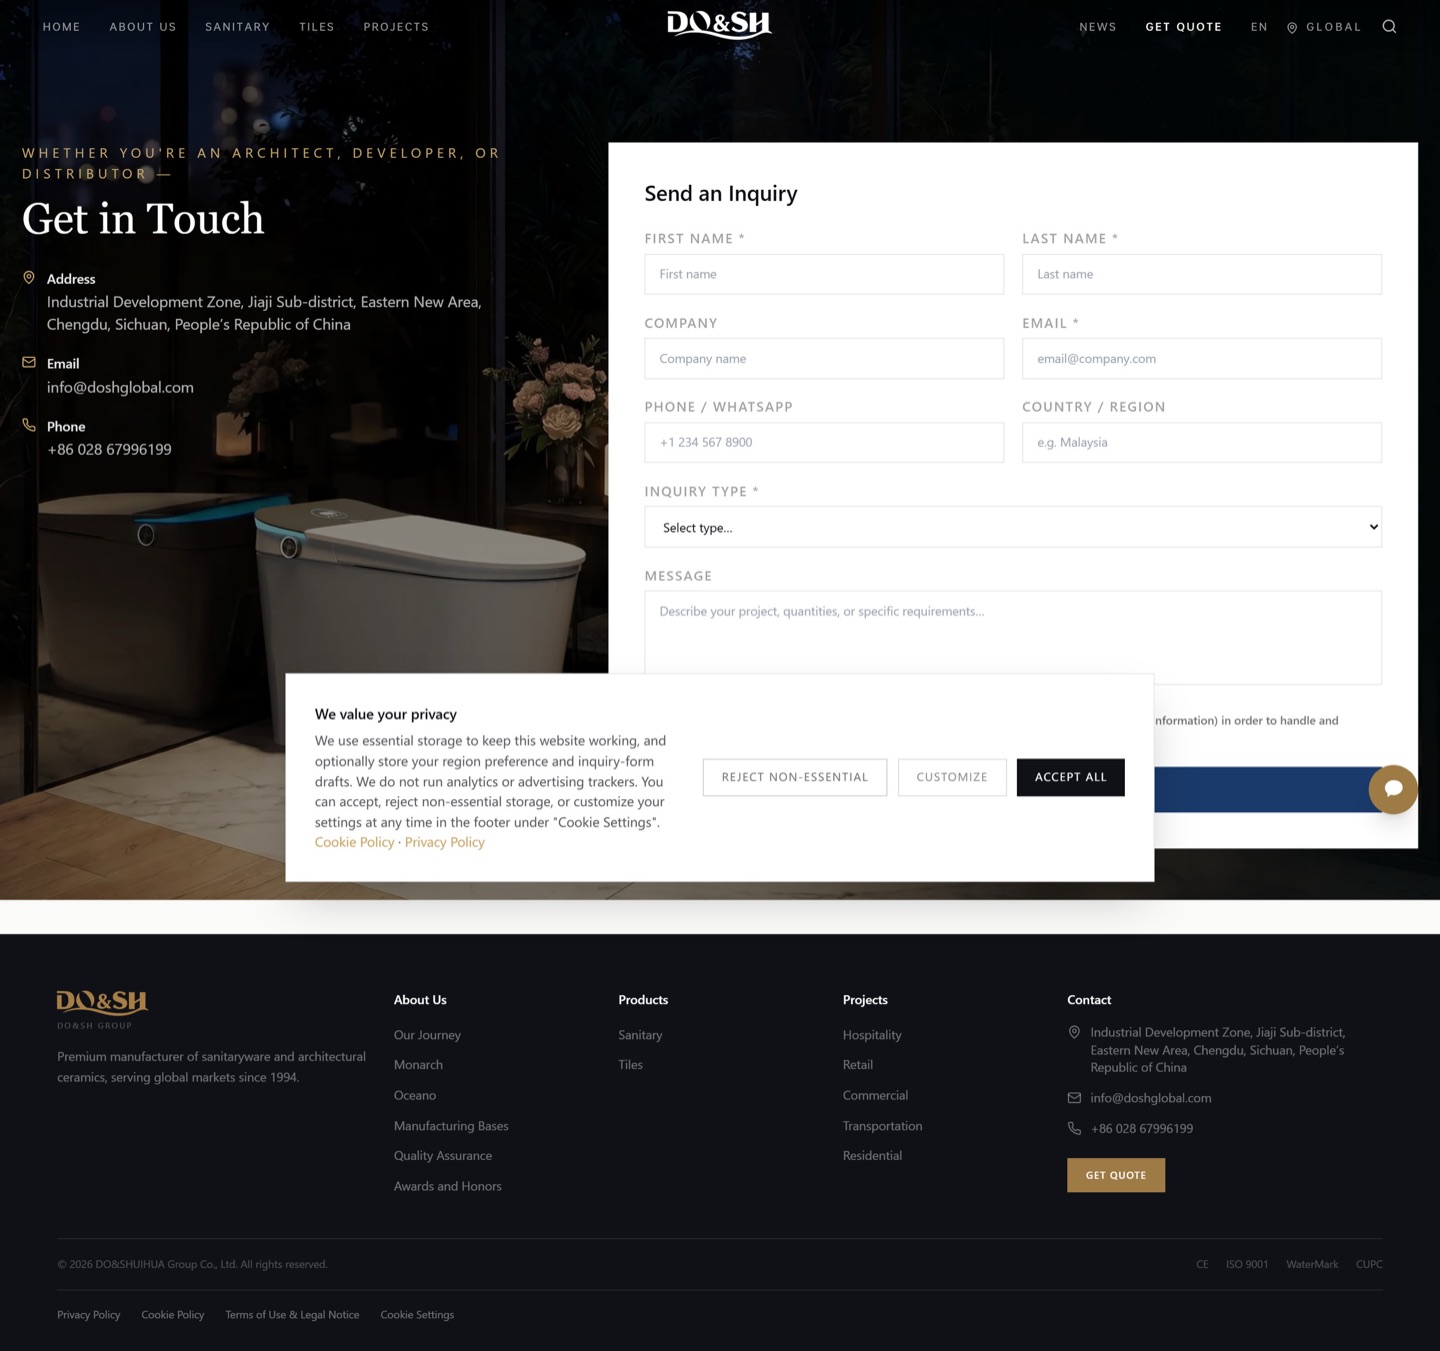 HOME ABOUT US SANITARY TILES PROJECTS
DO&SH
NEWS GET QUOTE EN GLOBAL
WHETHER YOU'RE AN ARCHITECT, DEVELOPER, OR
DISTRIBUTOR —
Get in Touch
Address
Industrial Development Zone, Jiaji Sub-district, Eastern New Area,
Chengdu, Sichuan, People's Republic of China
Email
info@doshglobal.com
Phone
+86 028 67996199
Send an Inquiry
FIRST NAME * LAST NAME *
First name Last name
COMPANY EMAIL *
Company name email@company.com
PHONE / WHATSAPP COUNTRY / REGION
+1 234 567 8900 e.g. Malaysia
INQUIRY TYPE *
Select type...
MESSAGE
Describe your project, quantities, or specific requirements...
nformation) in order to handle and
We value your privacy
We use essential storage to keep this website working, and
optionally store your region preference and inquiry-form
drafts. We do not run analytics or advertising trackers. You
can accept, reject non-essential storage, or customize your
settings at any time in the footer under "Cookie Settings".
Cookie Policy · Privacy Policy
REJECT NON-ESSENTIAL CUSTOMIZE ACCEPT ALL
DO&SH
DO&SH GROUP
Premium manufacturer of sanitaryware and architectural
ceramics, serving global markets since 1994.
About Us
Our Journey
Monarch
Oceano
Manufacturing Bases
Quality Assurance
Awards and Honors
Products
Sanitary
Tiles
Projects
Hospitality
Retail
Commercial
Transportation
Residential
Contact
Industrial Development Zone, Jiaji Sub-district,
Eastern New Area, Chengdu, Sichuan, People's
Republic of China
info@doshglobal.com
+86 028 67996199
GET QUOTE
© 2026 DO&SHUIHUA Group Co., Ltd. All rights reserved.
CE ISO 9001 WaterMark CUPC
Privacy Policy Cookie Policy Terms of Use & Legal Notice Cookie Settings